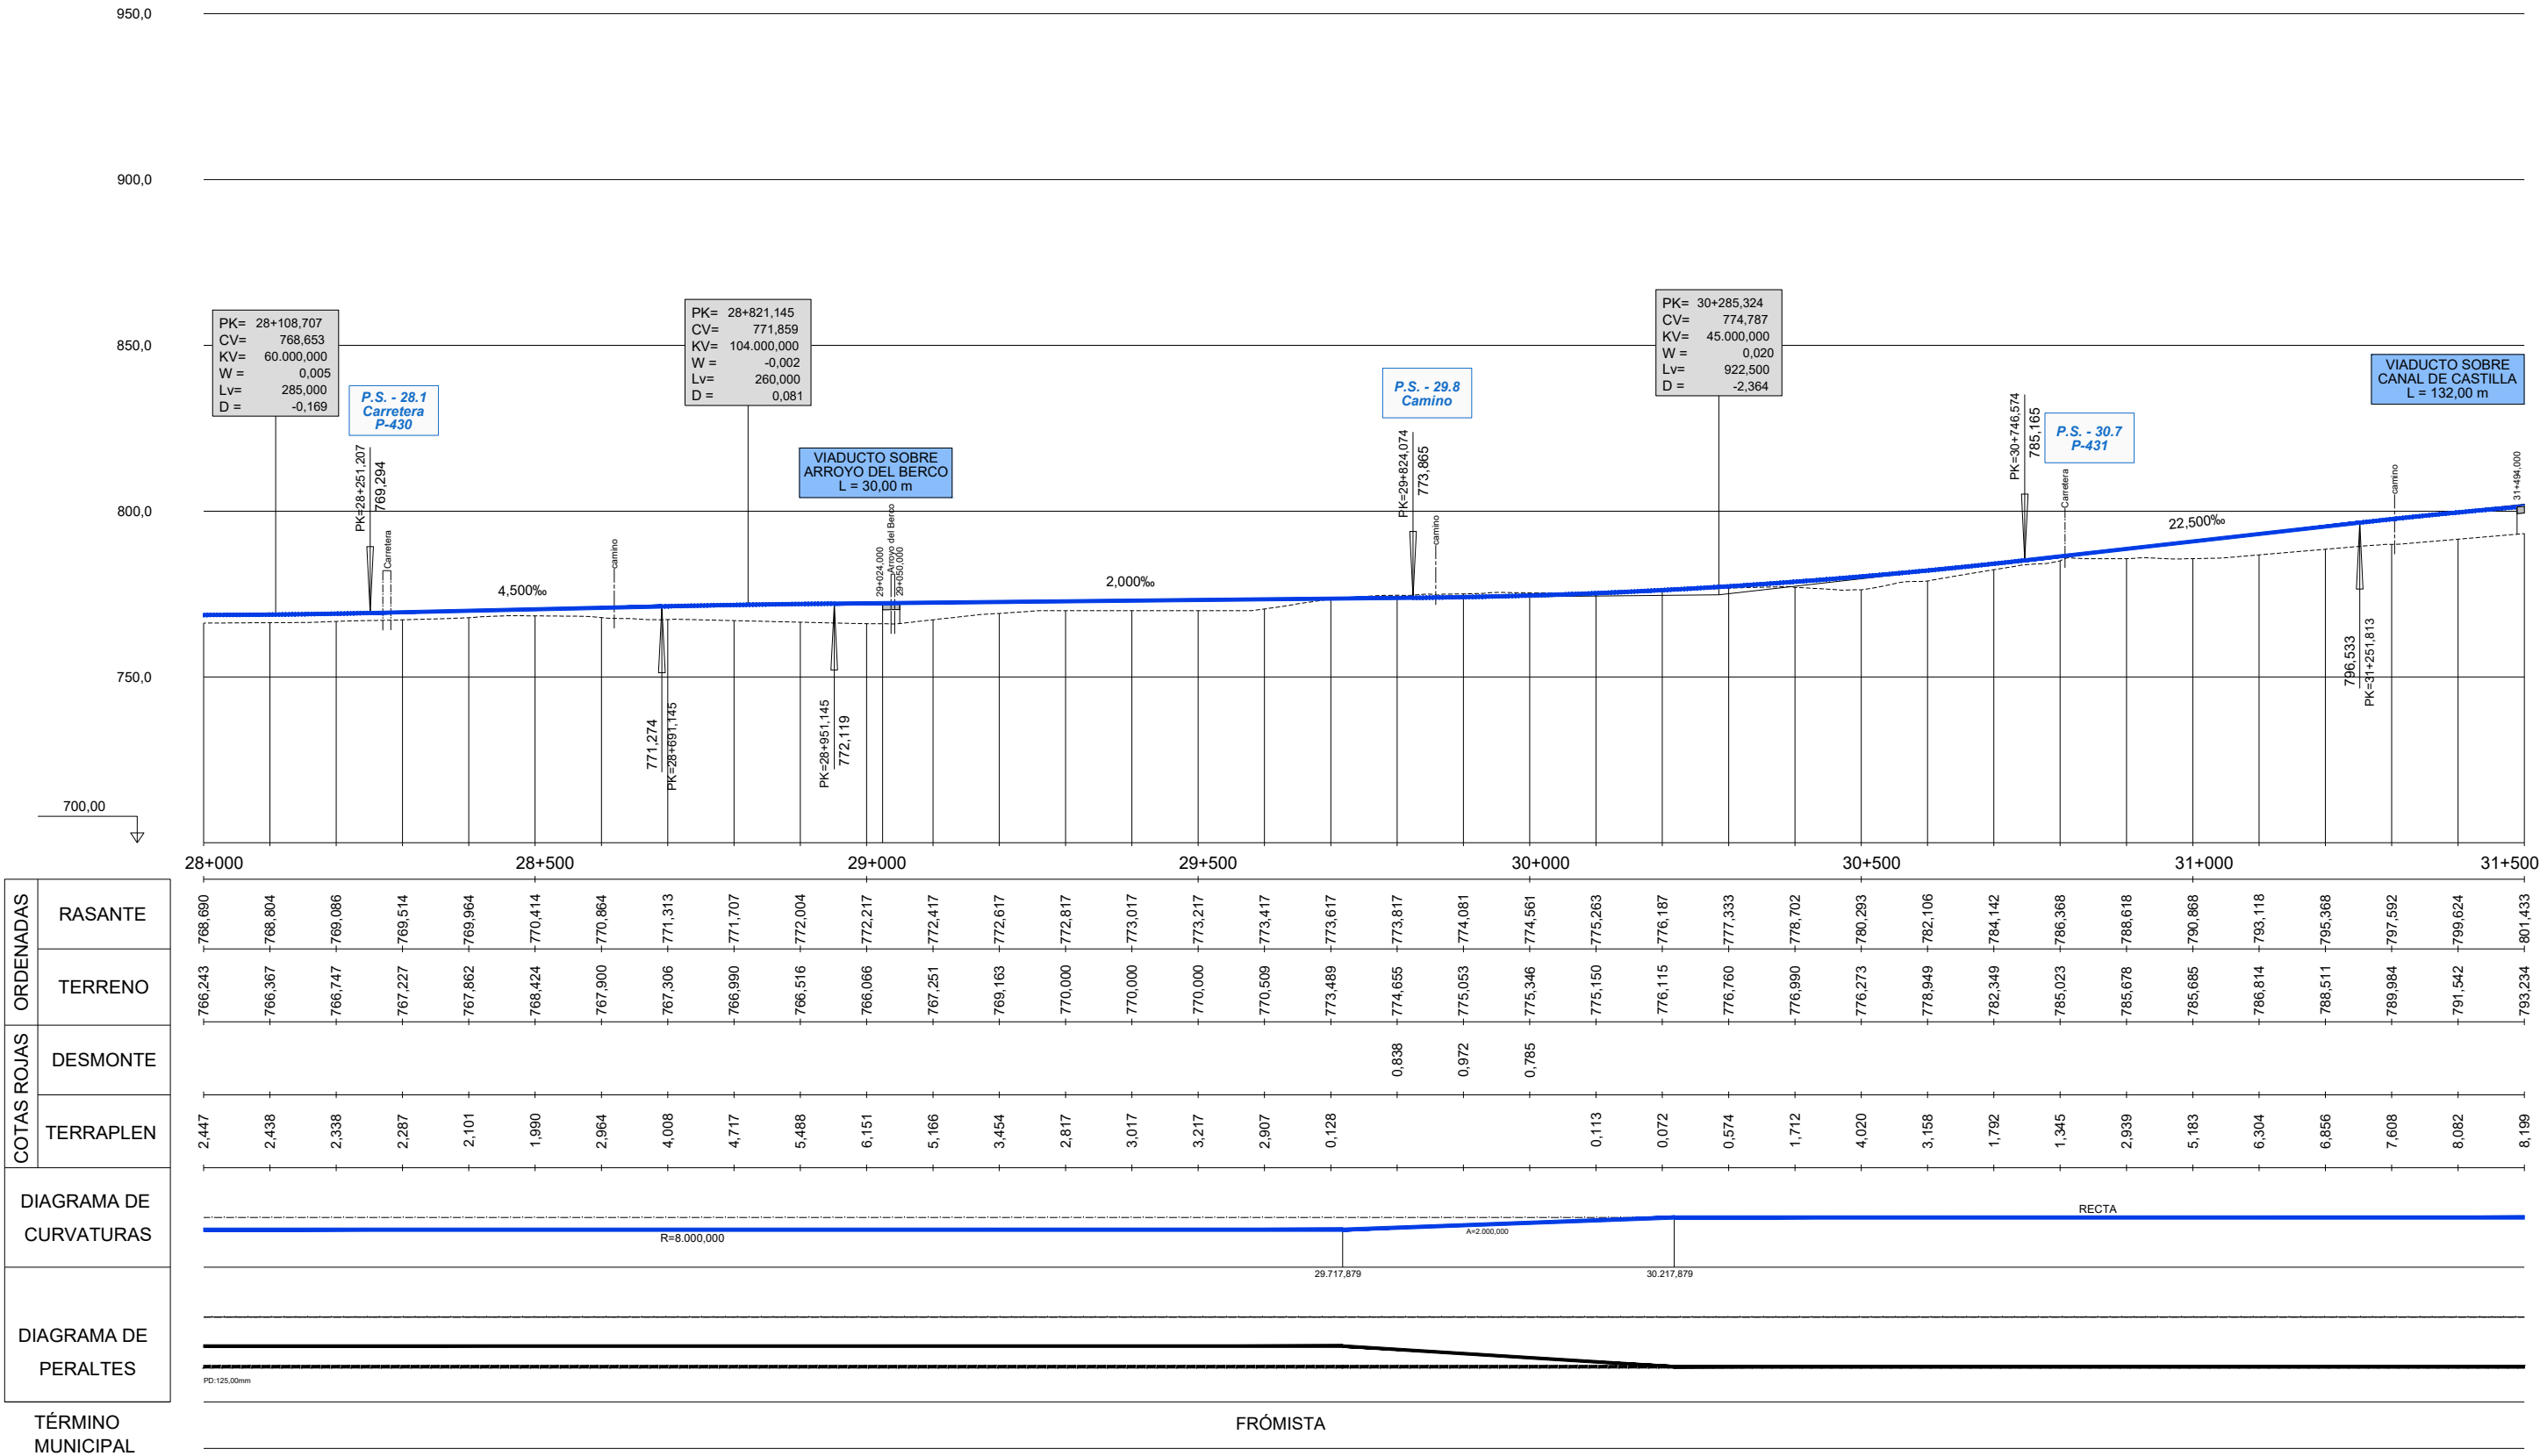 950,0
900,0
850,0
800,0
750,0
700,00
PK= 28+108,707
CV= 768,653
KV= 60.000,000
W = 0,005
Lv= 285,000
D = -0,169
P.S. - 28.1
Carretera
P-430
PK=28+251,207
769,294
Carretera
4,500‰
camino
771,274
PK=28+691,145
PK= 28+821,145
CV= 771,859
KV= 104.000,000
W = -0,002
Lv= 260,000
D = 0,081
VIADUCTO SOBRE
ARROYO DEL BERCO
L = 30,00 m
PK=28+951,145
772,119
29+024,000
Arroyo del Berco
29+050,000
2,000‰
P.S. - 29.8
Camino
PK=29+824,074
773,865
camino
PK= 30+285,324
CV= 774,787
KV= 45.000,000
W = 0,020
Lv= 922,500
D = -2,364
PK=30+746,574
785,165
P.S. - 30.7
P-431
Carretera
22,500‰
796,533
PK=31+251,813
camino
VIADUCTO SOBRE
CANAL DE CASTILLA
L = 132,00 m
31+494,000
28+000 28+500 29+000 29+500 30+000 30+500 31+000 31+500
ORDENADAS
RASANTE
768,690 768,804 769,086 769,514 769,964 770,414 770,864 771,313 771,707 772,004 772,217 772,417 772,617 772,817 773,017 773,217 773,417 773,617 773,817 774,081 774,561 775,263 776,187 777,333 778,702 780,293 782,106 784,142 786,368 788,618 790,868 793,118 795,368 797,592 799,624 801,433
TERRENO
766,243 766,367 766,747 767,227 767,862 768,424 767,900 767,306 766,990 766,516 766,066 767,251 769,163 770,000 770,000 770,000 770,509 773,489 774,655 775,053 775,346 775,150 776,115 776,760 776,990 776,273 778,949 782,349 785,023 785,678 785,685 786,814 788,511 789,984 791,542 793,234
COTAS ROJAS
DESMONTE
0,838 0,972 0,785
TERRAPLEN
2,447 2,438 2,338 2,287 2,101 1,990 2,964 4,008 4,717 5,488 6,151 5,166 3,454 2,817 3,017 3,217 2,907 0,128 0,113 0,072 0,574 1,712 4,020 3,158 1,792 1,345 2,939 5,183 6,304 6,856 7,608 8,082 8,199
DIAGRAMA DE
CURVATURAS
R=8.000,000
A=2.000,000
RECTA
29.717,879
30.217,879
DIAGRAMA DE
PERALTES
PD:125,00mm
TÉRMINO
MUNICIPAL
FRÓMISTA